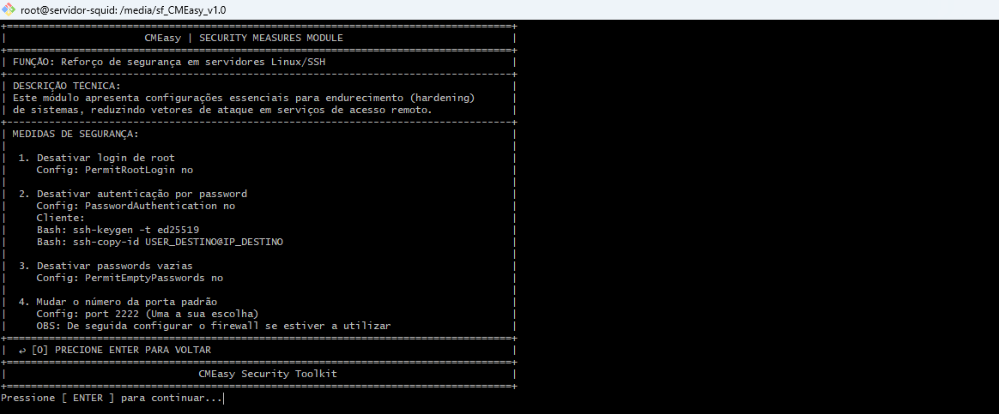 root@servidor-squid: /media/sf_CMEasy_v1.0
CMEasy | SECURITY MEASURES MODULE
FUNÇÃO: Reforço de segurança em servidores Linux/SSH
DESCRIÇÃO TÉCNICA:
Este módulo apresenta configurações essenciais para endurecimento (hardening)
de sistemas, reduzindo vetores de ataque em serviços de acesso remoto.
MEDIDAS DE SEGURANÇA:
1. Desativar login de root
Config: PermitRootLogin no
2. Desativar autenticação por password
Config: PasswordAuthentication no
Cliente:
Bash: ssh-keygen -t ed25519
Bash: ssh-copy-id USER_DESTINO@IP_DESTINO
3. Desativar passwords vazias
Config: PermitEmptyPasswords no
4. Mudar o número da porta padrão
Config: port 2222 (Uma a sua escolha)
OBS: De seguida configurar o firewall se estiver a utilizar
↩ [0] PRECIONE ENTER PARA VOLTAR
CMEasy Security Toolkit
Pressione [ ENTER ] para continuar...